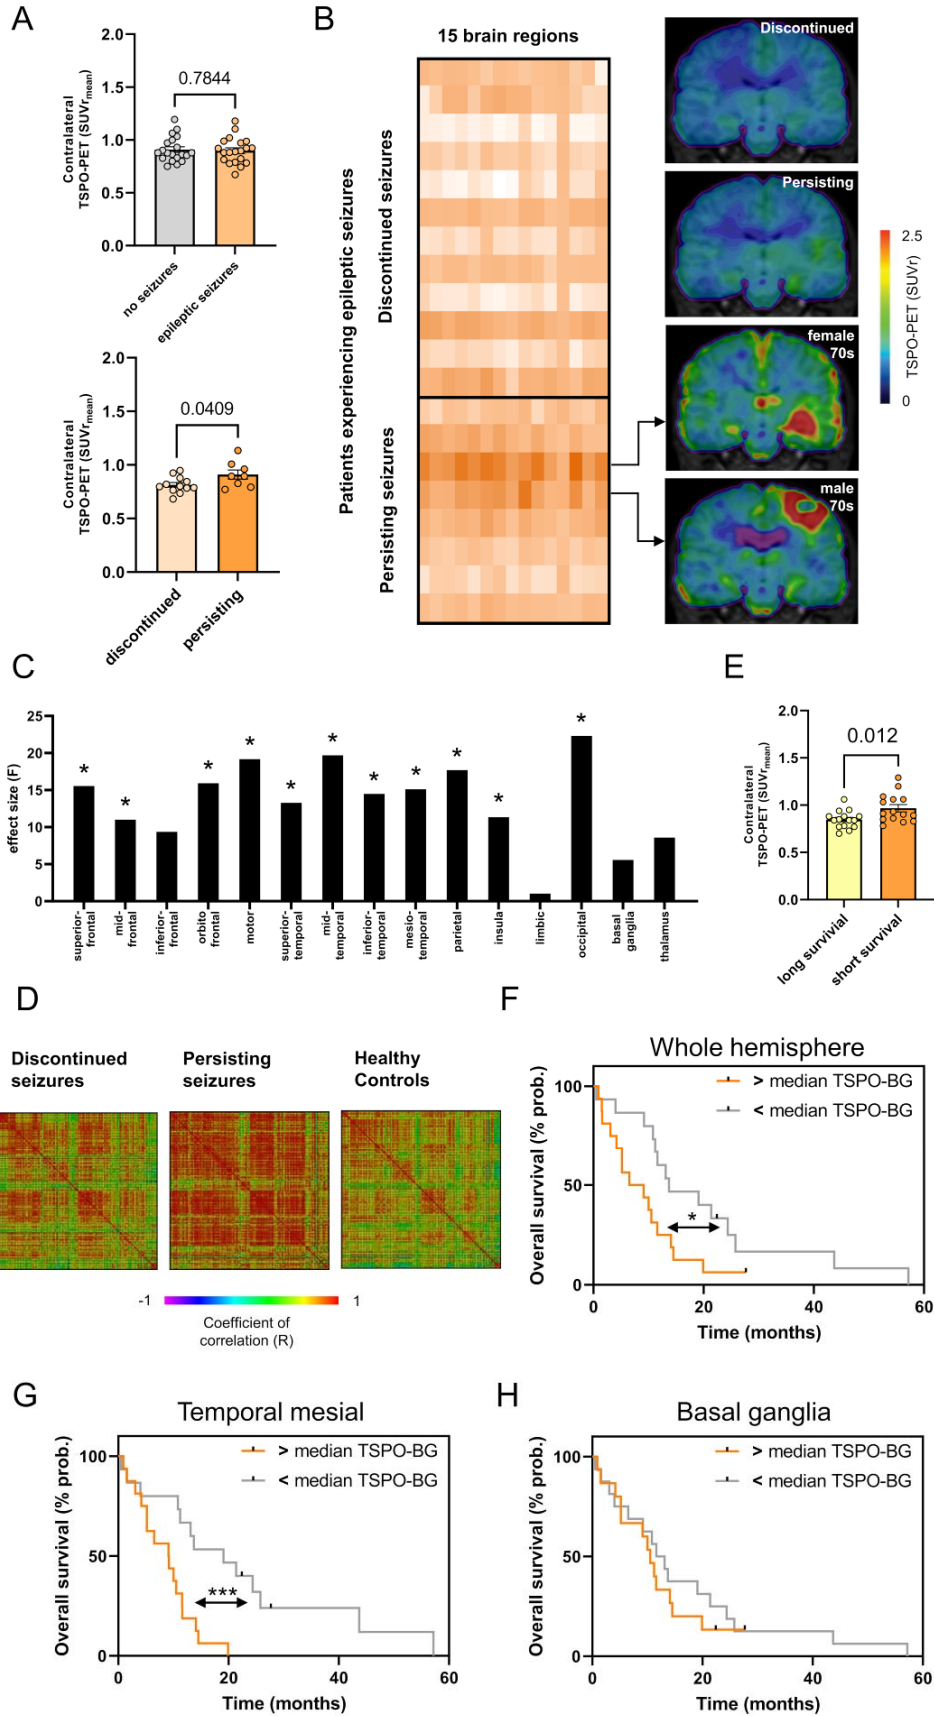 A
Contralateral
TSPO-PET (SUVrmean)
2.0
1.5
1.0
0.5
0.0
0.7844
no seizures
epileptic seizures
Contralateral
TSPO-PET (SUVrmean)
2.0
1.5
1.0
0.5
0.0
0.0409
discontinued
persisting
B
15 brain regions
Patients experiencing epileptic seizures
Discontinued seizures
Persisting seizures
Discontinued
Persisting
female
70s
male
70s
2.5
0
TSPO-PET (SUVr)
C
effect size (F)
25
20
15
10
5
0
*
*
*
*
*
*
*
*
*
*
*
superior-
frontal
mid-
frontal
inferior-
frontal
orbito
frontal
motor
superior-
temporal
mid-
temporal
inferior-
temporal
mesio-
temporal
parietal
insula
limbic
occipital
basal
ganglia
thalamus
E
Contralateral
TSPO-PET (SUVrmean)
2.0
1.5
1.0
0.5
0.0
0.012
long survivial
short survival
D
Discontinued
seizures
Persisting
seizures
Healthy
Controls
-1
1
Coefficient of
correlation (R)
F
Whole hemisphere
Overall survival (% prob.)
100
50
0
> median TSPO-BG
< median TSPO-BG
*
0
20
40
60
Time (months)
G
Temporal mesial
Overall survival (% prob.)
100
50
0
> median TSPO-BG
< median TSPO-BG
***
0
20
40
60
Time (months)
H
Basal ganglia
Overall survival (% prob.)
100
50
0
> median TSPO-BG
< median TSPO-BG
0
20
40
60
Time (months)